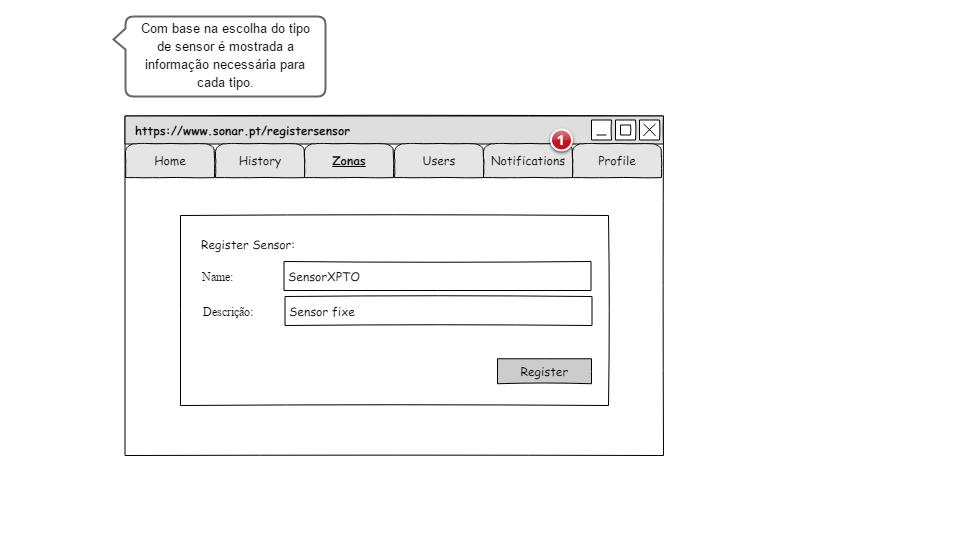 Com base na escolha do tipo
de sensor é mostrada a
informação necessária para
cada tipo.
https://www.sonar.pt/registersensor
1
Home History Zonas Users Notifications Profile
Register Sensor:
Name: SensorXPTO
Descrição: Sensor fixe
Register